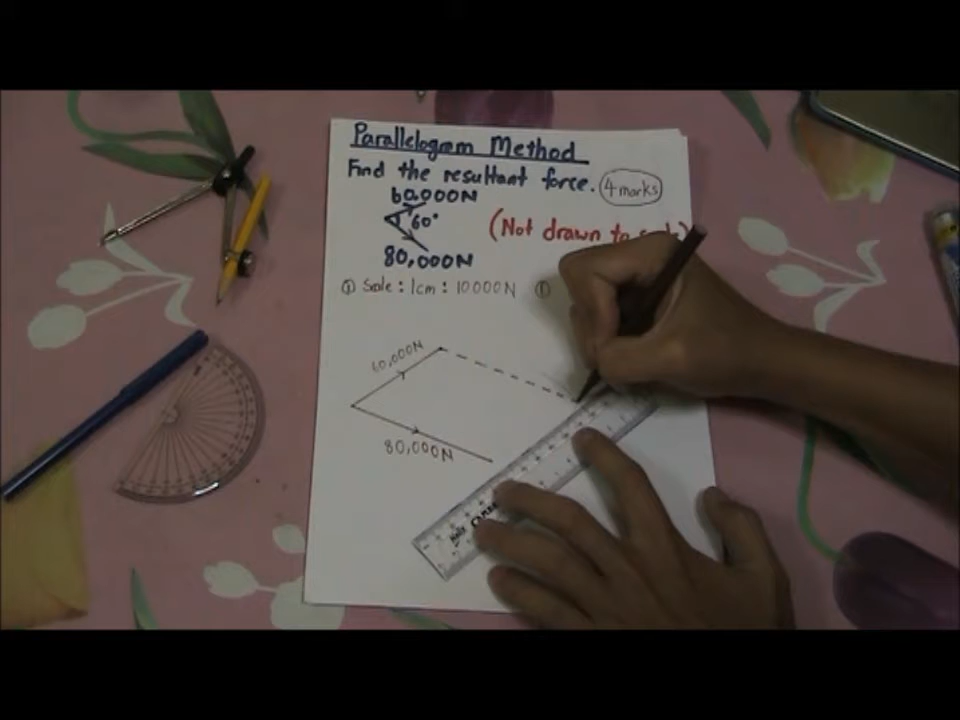 Parallelogram Method
Find the resultant force. 4 marks
60,000N
60°
(Not drawn to
80,000N
① Scale: 1cm : 10000N ①
60,000N
80,000N